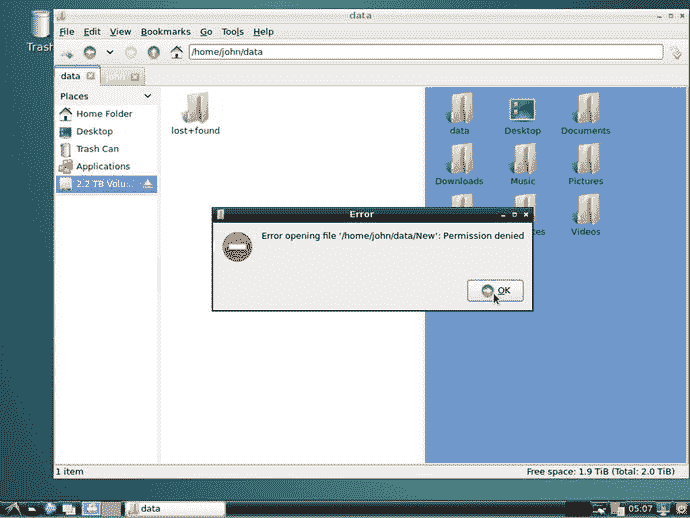 Trash
data
File Edit View Bookmarks Go Tools Help
/home/john/data
data john
Places
Home Folder
Desktop
Trash Can
Applications
2.2 TB Volu...
lost+found
data Desktop Documents
Downloads Music Pictures
Videos
Error
Error opening file '/home/john/data/New': Permission denied
OK
1 item
Free space: 1.9 TiB (Total: 2.0 TiB)
data
05:07